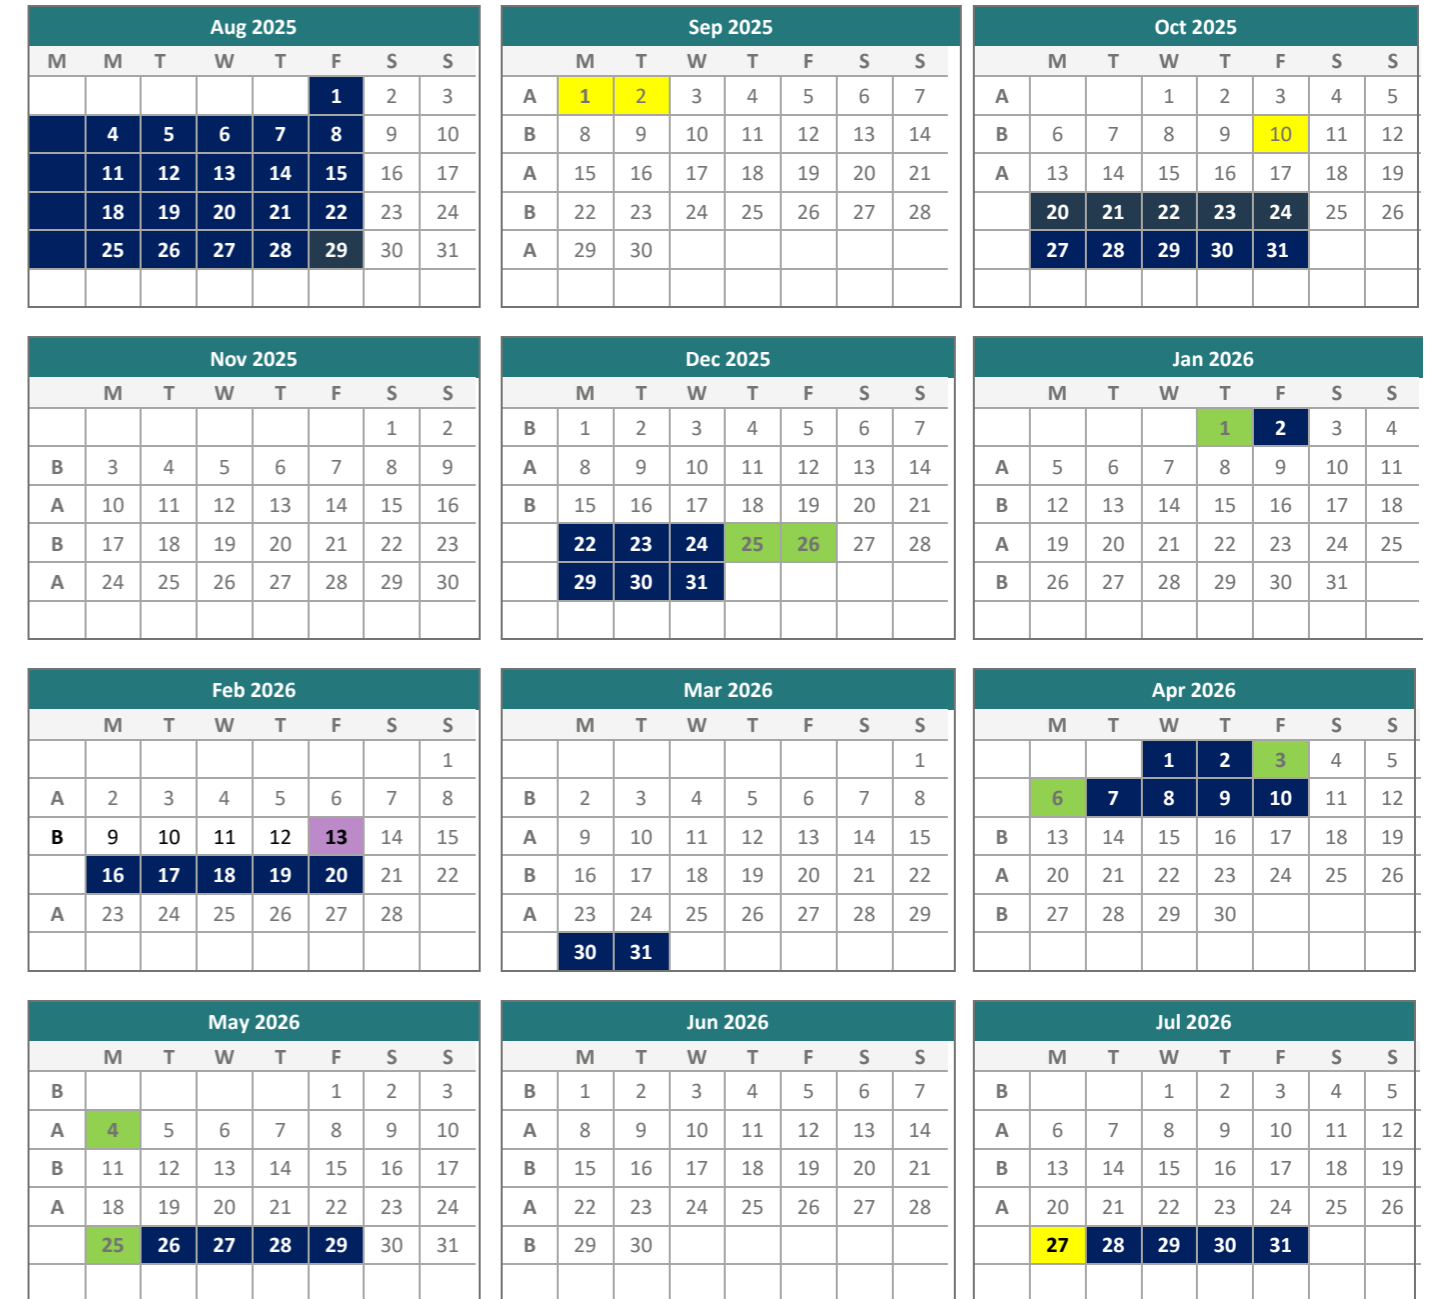 Aug 2025
M M T W T F S S
1 2 3
4 5 6 7 8 9 10
11 12 13 14 15 16 17
18 19 20 21 22 23 24
25 26 27 28 29 30 31
Sep 2025
M T W T F S S
A 1 2 3 4 5 6 7
B 8 9 10 11 12 13 14
A 15 16 17 18 19 20 21
B 22 23 24 25 26 27 28
A 29 30
Oct 2025
M T W T F S S
A 1 2 3 4 5
B 6 7 8 9 10 11 12
A 13 14 15 16 17 18 19
20 21 22 23 24 25 26
27 28 29 30 31
Nov 2025
M T W T F S S
1 2
B 3 4 5 6 7 8 9
A 10 11 12 13 14 15 16
B 17 18 19 20 21 22 23
A 24 25 26 27 28 29 30
Dec 2025
M T W T F S S
B 1 2 3 4 5 6 7
A 8 9 10 11 12 13 14
B 15 16 17 18 19 20 21
22 23 24 25 26 27 28
29 30 31
Jan 2026
M T W T F S S
1 2 3 4
A 5 6 7 8 9 10 11
B 12 13 14 15 16 17 18
A 19 20 21 22 23 24 25
B 26 27 28 29 30 31
Feb 2026
M T W T F S S
1
A 2 3 4 5 6 7 8
B 9 10 11 12 13 14 15
16 17 18 19 20 21 22
A 23 24 25 26 27 28
Mar 2026
M T W T F S S
1
B 2 3 4 5 6 7 8
A 9 10 11 12 13 14 15
B 16 17 18 19 20 21 22
A 23 24 25 26 27 28 29
30 31
Apr 2026
M T W T F S S
1 2 3 4 5
6 7 8 9 10 11 12
B 13 14 15 16 17 18 19
A 20 21 22 23 24 25 26
B 27 28 29 30
May 2026
M T W T F S S
B 1 2 3
A 4 5 6 7 8 9 10
B 11 12 13 14 15 16 17
A 18 19 20 21 22 23 24
25 26 27 28 29 30 31
Jun 2026
M T W T F S S
B 1 2 3 4 5 6 7
A 8 9 10 11 12 13 14
B 15 16 17 18 19 20 21
A 22 23 24 25 26 27 28
B 29 30
Jul 2026
M T W T F S S
B 1 2 3 4 5
A 6 7 8 9 10 11 12
B 13 14 15 16 17 18 19
A 20 21 22 23 24 25 26
27 28 29 30 31